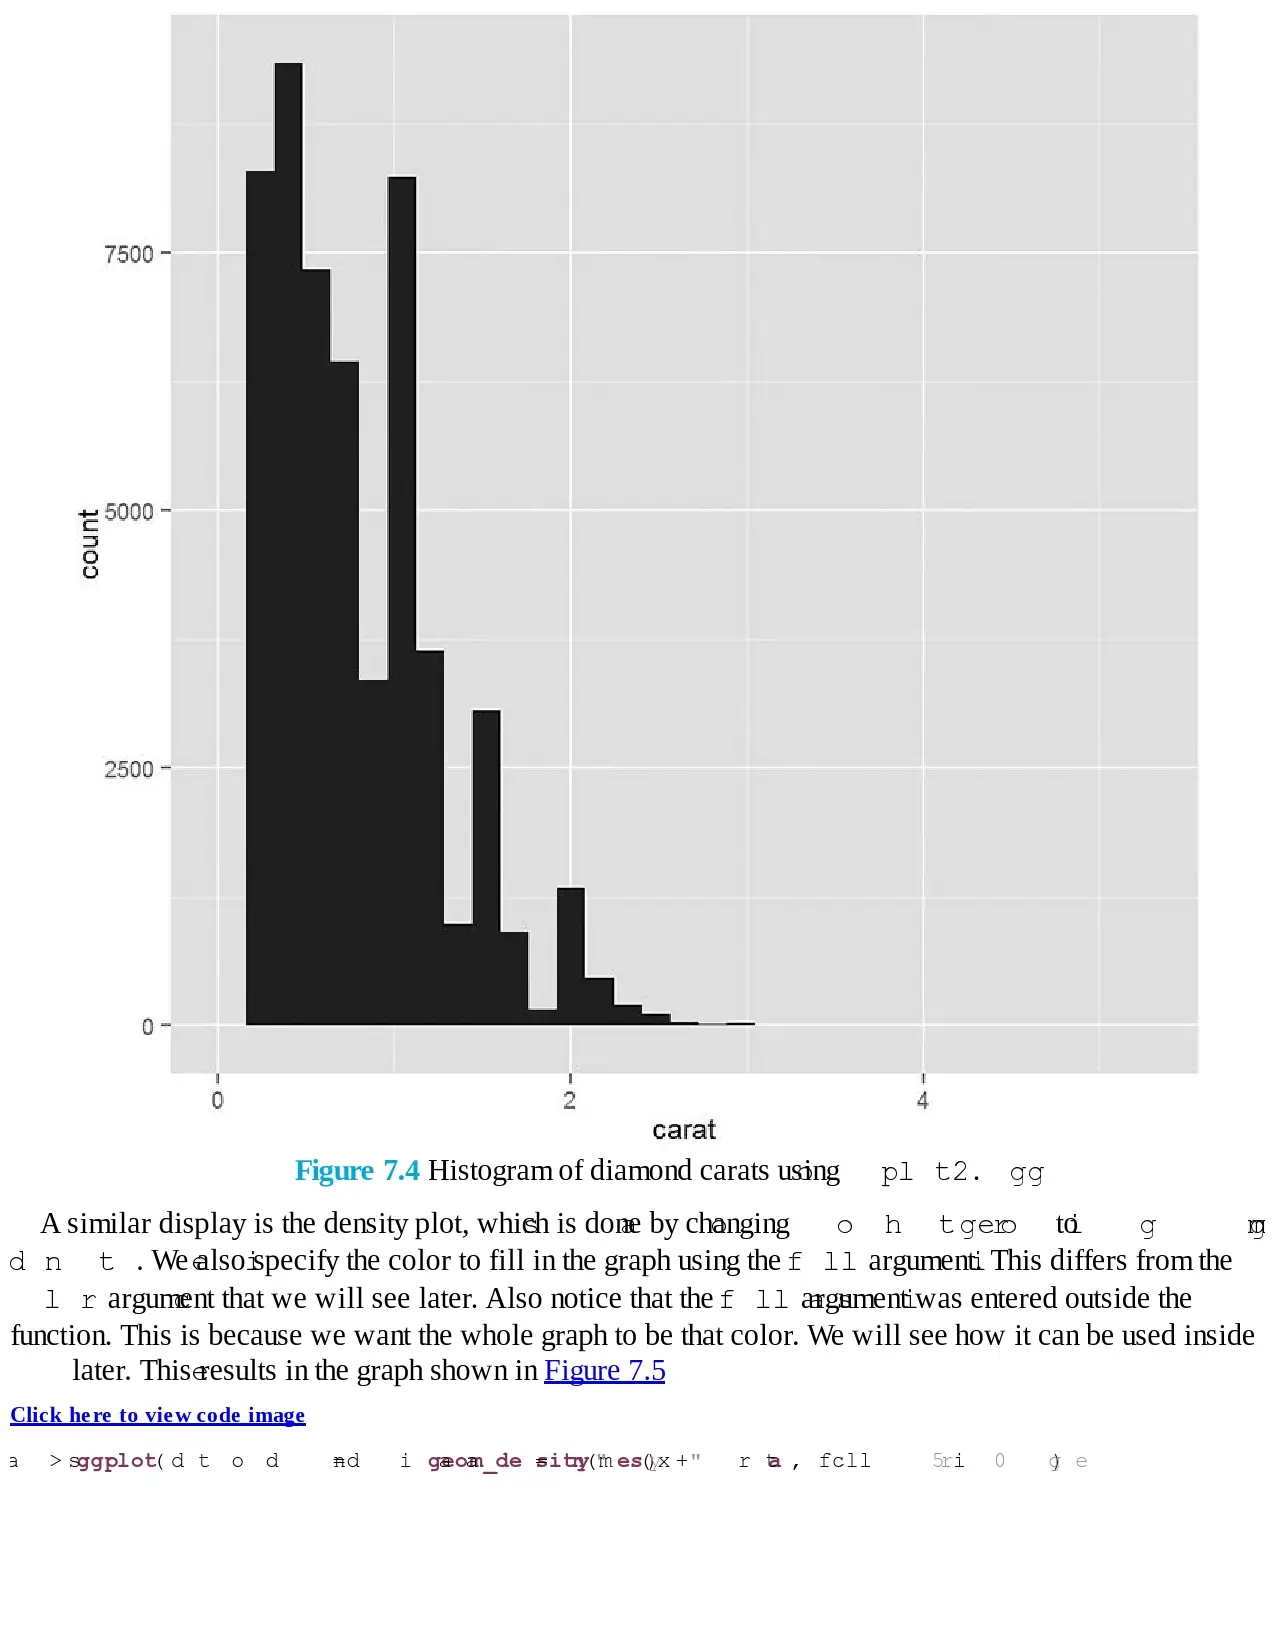 7500
5000
2500
0
count
0 2 4
carat
Figure 7.4 Histogram of diamond carats using
A similar display is the density plot, which is done by changing to
. We also specify the color to fill in the graph using the argument. This differs from the
argument that we will see later. Also notice that the argument was entered outside the
function. This is because we want the whole graph to be that color. We will see how it can be used inside
later. This results in the graph shown in Figure 7.5
Click here to view code image
> ggplot(